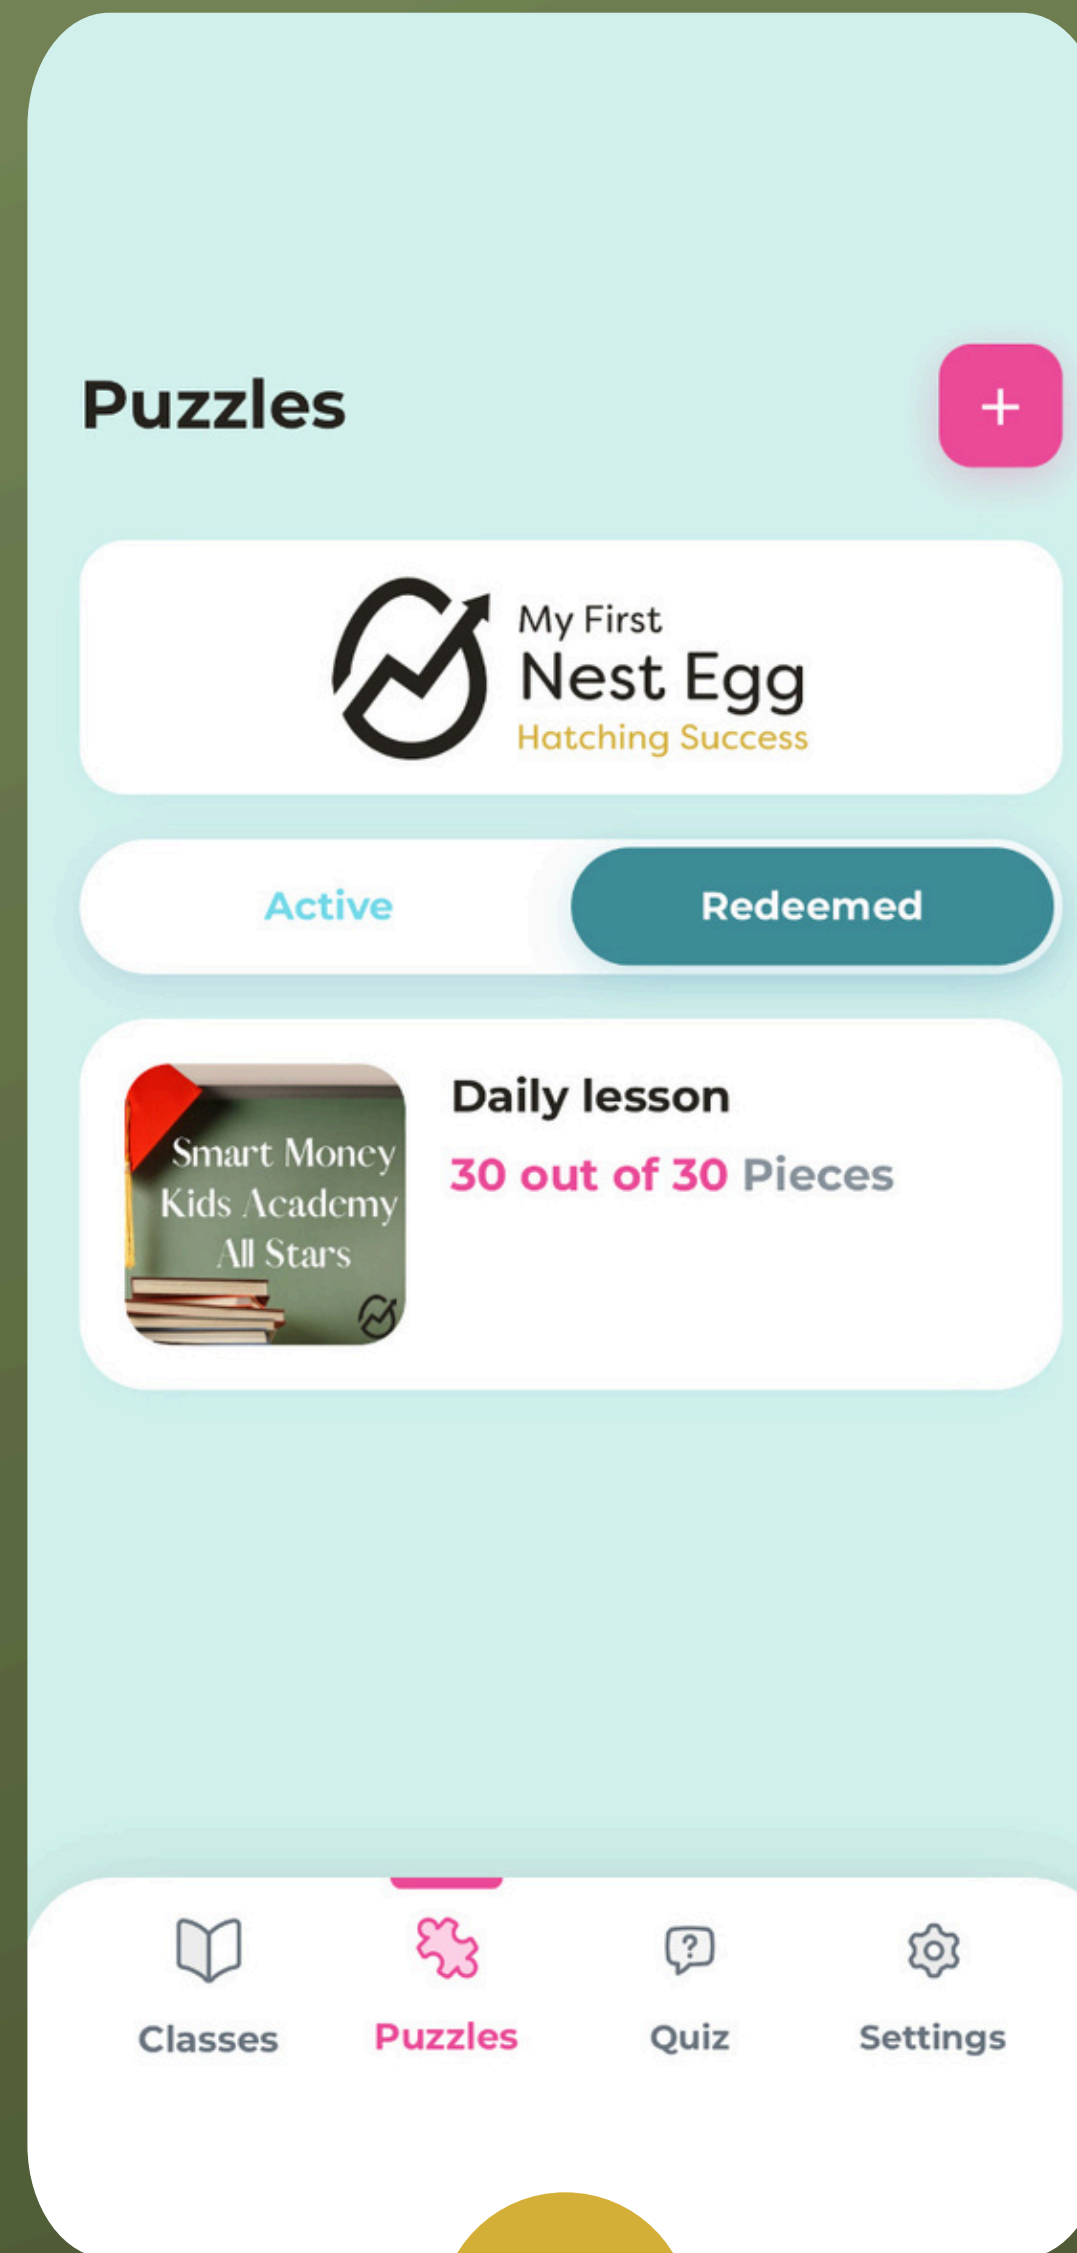 Puzzles
+
My First
Nest Egg
Hatching Success
Active
Redeemed
Smart Money
Kids Academy
All Stars
Daily lesson
30 out of 30 Pieces
?
Classes
Puzzles
Quiz
Settings